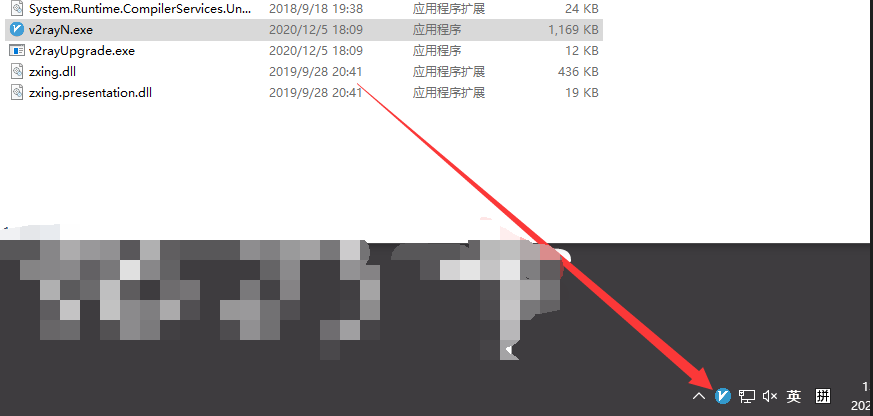 System.Runtime.CompilerServices.Un... 2018/9/18 19:38 应用程序扩展 24 KB
v2rayN.exe 2020/12/5 18:09 应用程序 1,169 KB
v2rayUpgrade.exe 2020/12/5 18:09 应用程序 12 KB
zxing.dll 2019/9/28 20:41 应用程序扩展 436 KB
zxing.presentation.dll 2019/9/28 20:41 应用程序扩展 19 KB
英 拼